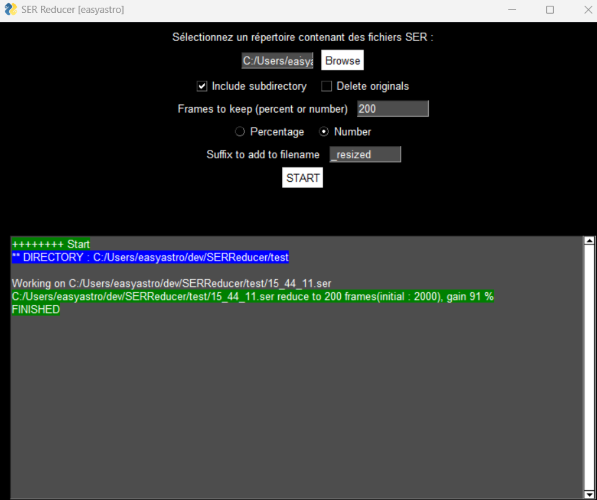 SER Reducer [easyastro]
Sélectionnez un répertoire contenant des fichiers SER :
C:/Users/easya Browse
Include subdirectory Delete originals
Frames to keep (percent or number) 200
Percentage Number
Suffix to add to filename _resized
START
++++++++ Start
** DIRECTORY : C:/Users/easyastro/dev/SERReducer/test
Working on C:/Users/easyastro/dev/SERReducer/test/15_44_11.ser
C:/Users/easyastro/dev/SERReducer/test/15_44_11.ser reduce to 200 frames(initial : 2000), gain 91 %
FINISHED